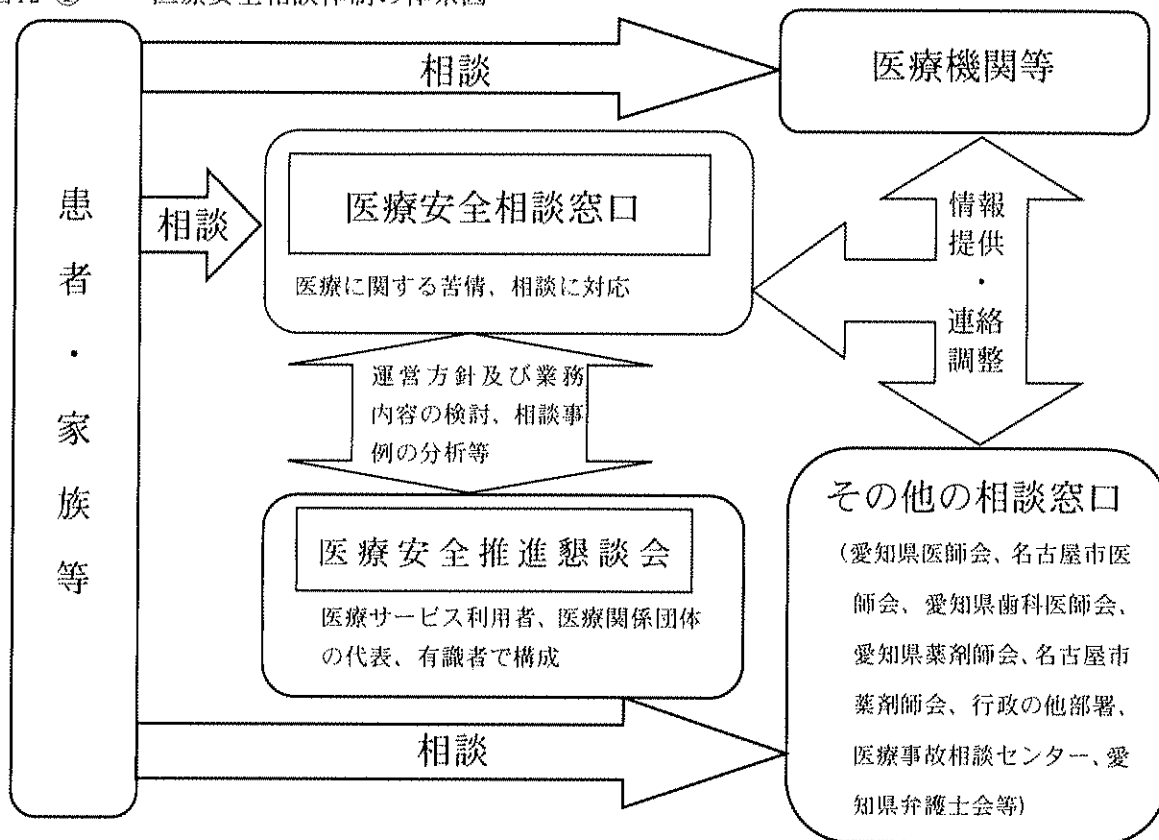 医療安全相談体制の体系図
患者・家族等
相談
医療機関等
相談
医療安全相談窓口
医療に関する苦情、相談に対応
情報
提供
・
連絡
調整
運営方針及び業務
内容の検討、相談事
例の分析等
医療安全推進懇談会
医療サービス利用者、医療関係団体
の代表、有識者で構成
相談
その他の相談窓口
(愛知県医師会、名古屋市医
師会、愛知県歯科医師会、
愛知県薬剤師会、名古屋市
薬剤師会、行政の他部署、
医療事故相談センター、愛
知県弁護士会等)